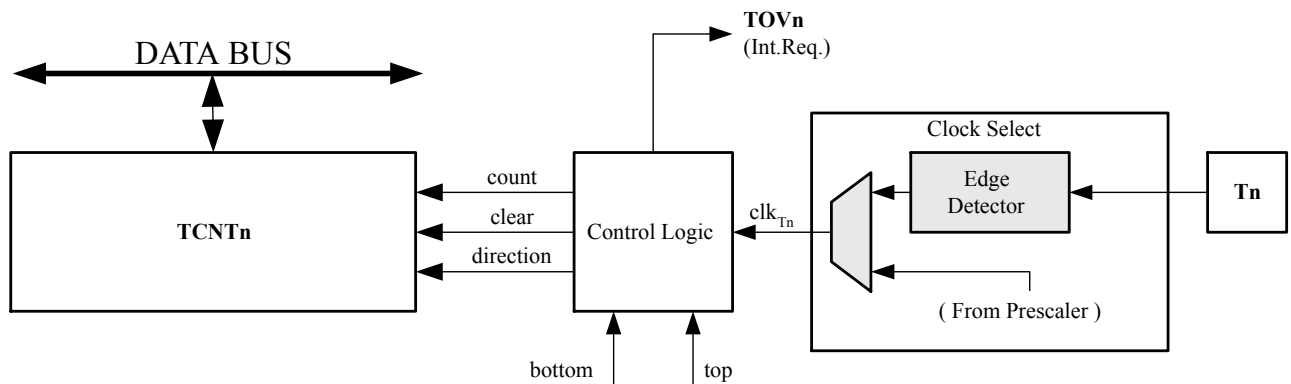 TOVn
(Int.Req.)
DATA BUS
Clock Select
count
Edge
Detector
Tn
clear
clkTn
TCNTn
Control Logic
direction
( From Prescaler )
bottom
top